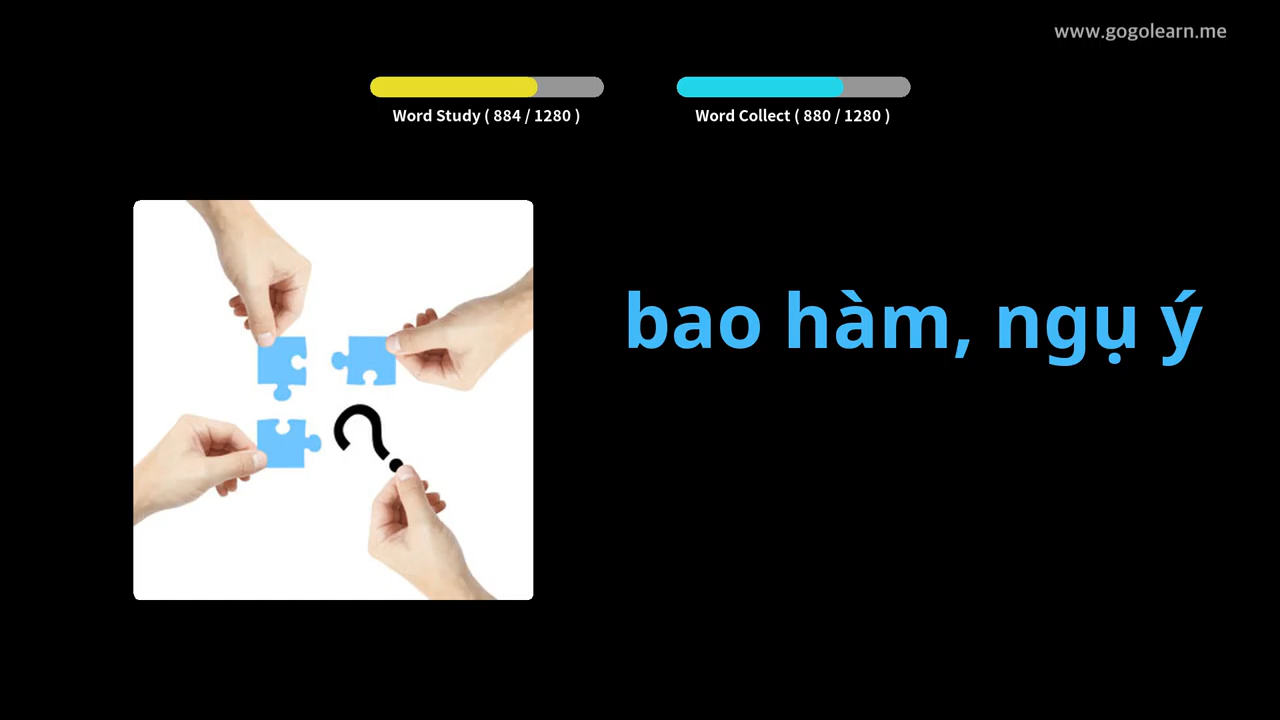 www.gogolearn.me
Word Study ( 884 / 1280 )
Word Collect ( 880 / 1280 )
bao hàm, ngụ ý
?